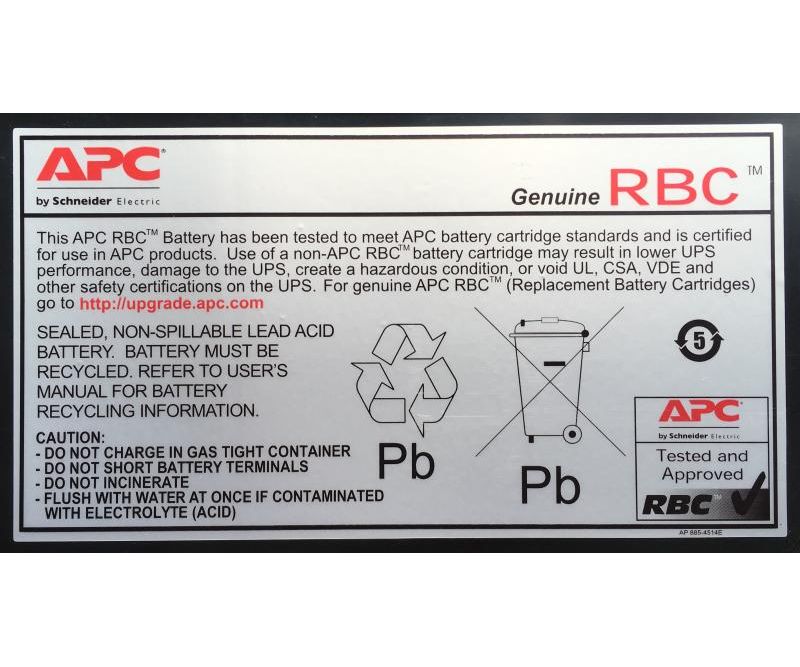 APC®
by Schneider Electric
Genuine RBC™
This APC RBC™ Battery has been tested to meet APC battery cartridge standards and is certified
for use in APC products. Use of a non-APC RBC™ battery cartridge may result in lower UPS
performance, damage to the UPS, create a hazardous condition, or void UL, CSA, VDE and
other safety certifications on the UPS. For genuine APC RBC™ (Replacement Battery Cartridges)
go to http://upgrade.apc.com
SEALED, NON-SPILLABLE LEAD ACID
BATTERY. BATTERY MUST BE
RECYCLED. REFER TO USER'S
MANUAL FOR BATTERY
RECYCLING INFORMATION.
CAUTION:
- DO NOT CHARGE IN GAS TIGHT CONTAINER
- DO NOT SHORT BATTERY TERMINALS
- DO NOT INCINERATE
- FLUSH WITH WATER AT ONCE IF CONTAMINATED
WITH ELECTROLYTE (ACID)
Pb
Pb
5
APC®
by Schneider Electric
Tested and
Approved
RBC™
AP 885-4514E